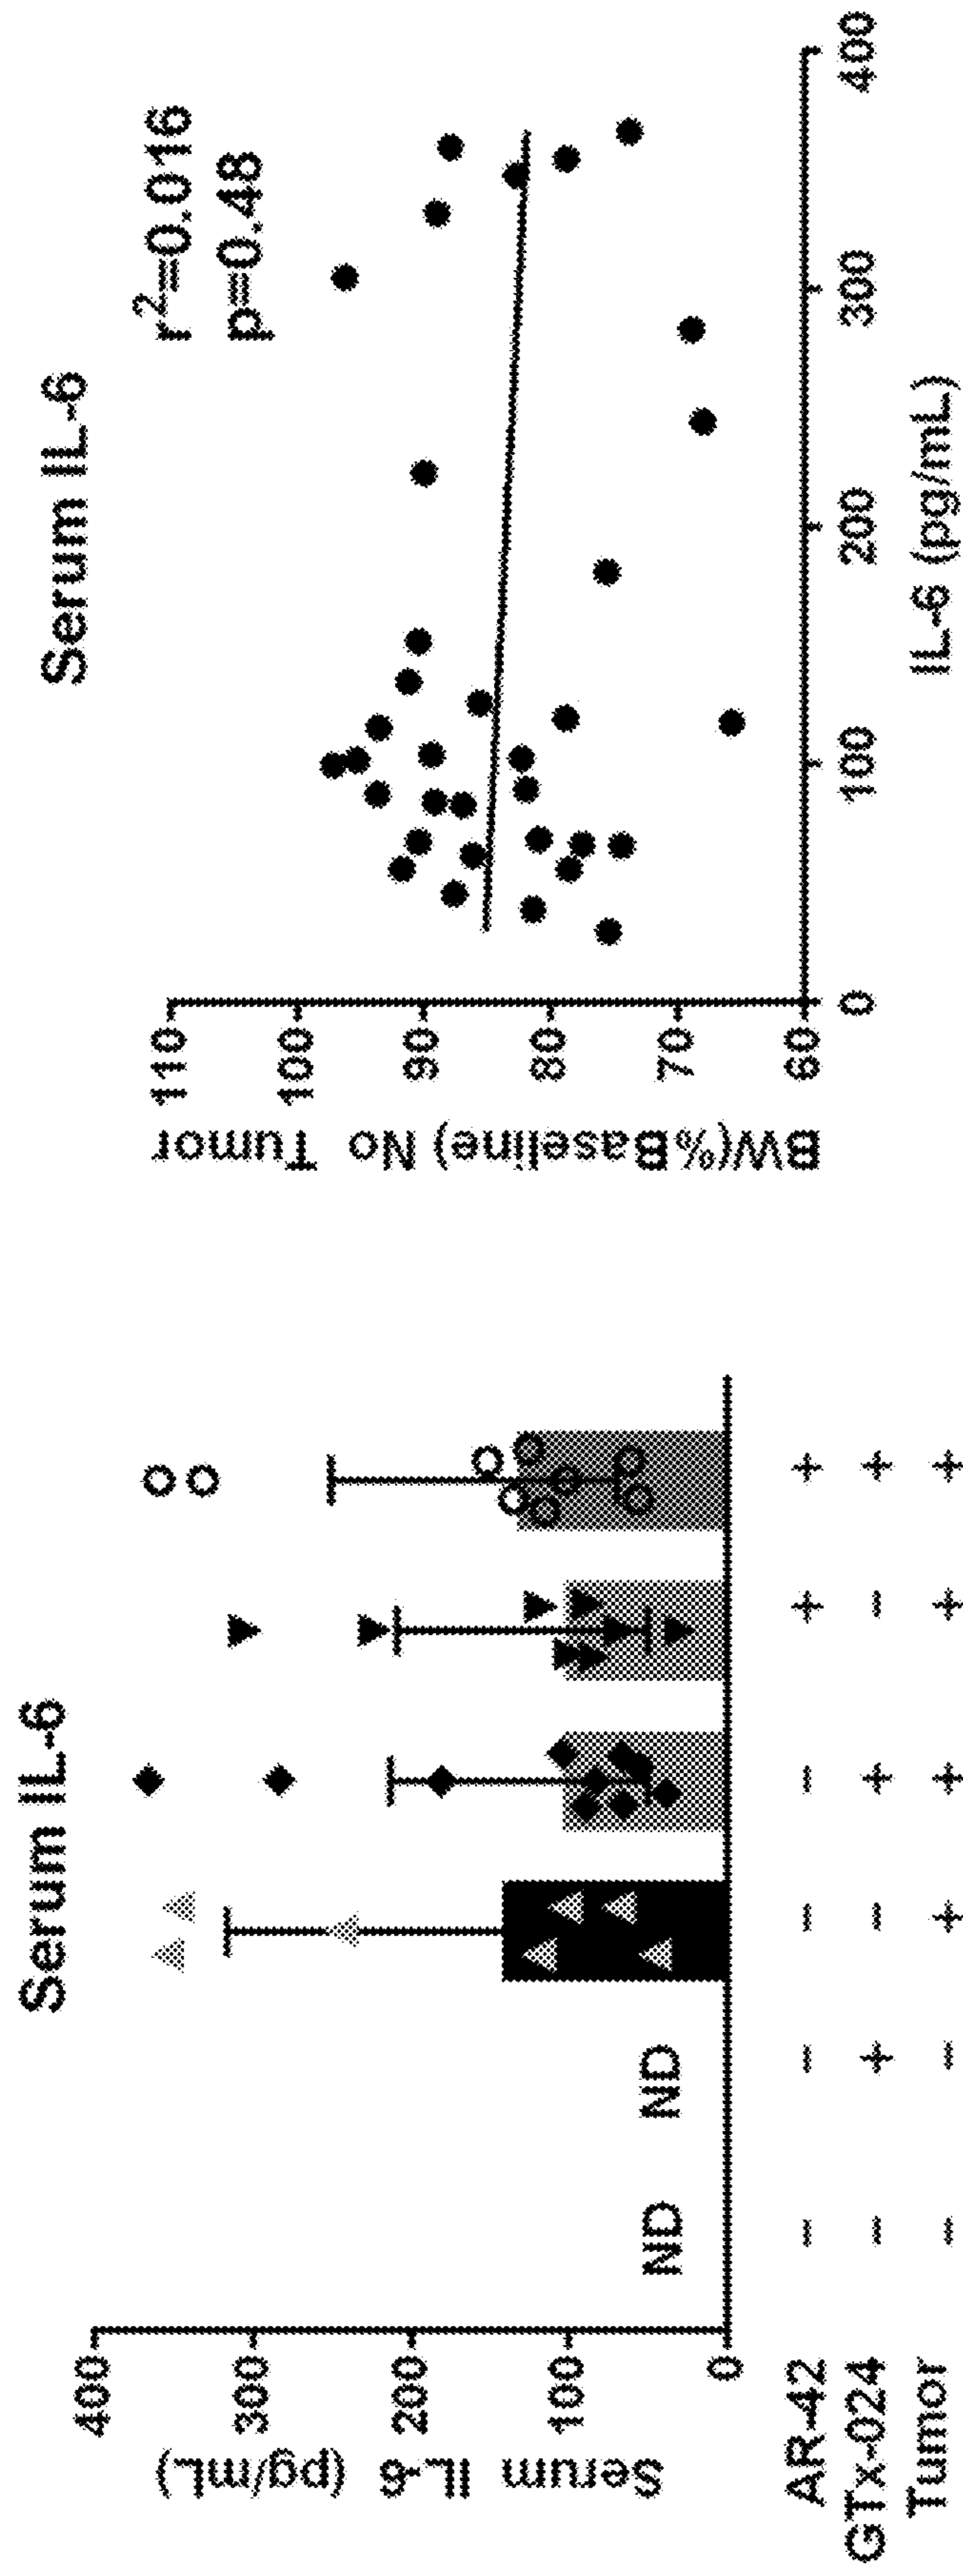 Serum IL-6
Serum IL-6 (pg/mL)
400
300
200
100
0
ND
ND
AR-42 - - - - + +
GTx-024 - + - + - +
Tumor - - + + + +
Serum IL-6
r²=0.016
p=0.48
BW(%Baseline) No Tumor
110
100
90
80
70
60
0 100 200 300 400
IL-6 (pg/mL)